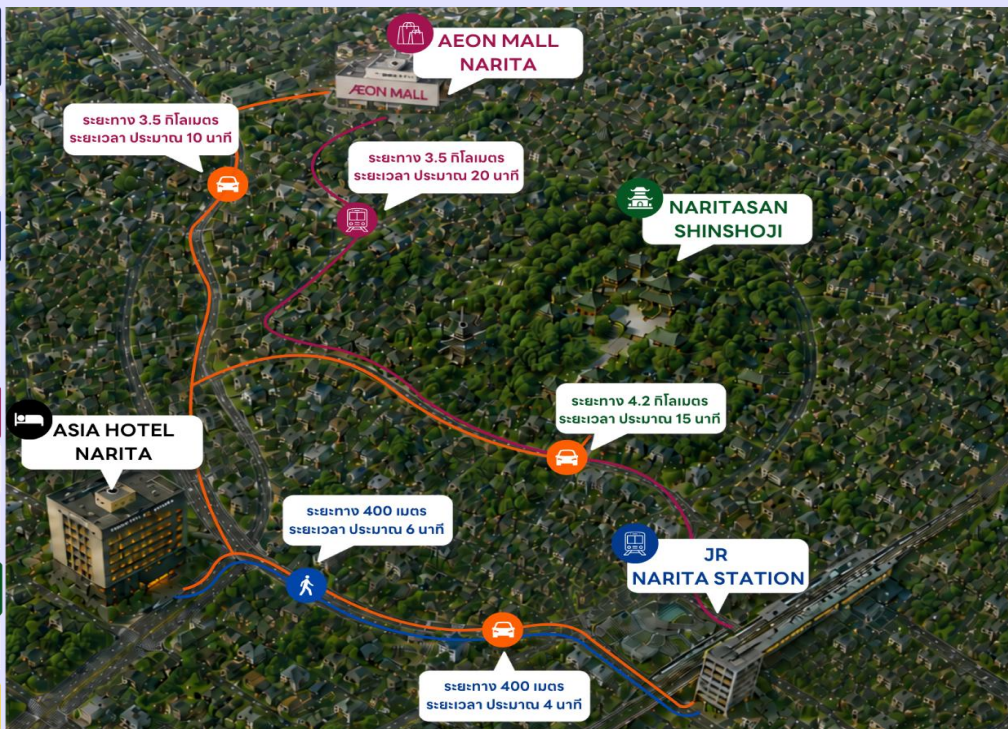 AEON MALL
NARITA
ÆON MALL
ระยะทาง 3.5 กิโลเมตร
ระยะเวลา ประมาณ 10 นาที
ระยะทาง 3.5 กิโลเมตร
ระยะเวลา ประมาณ 20 นาที
NARITASAN
SHINSHOJI
ระยะทาง 4.2 กิโลเมตร
ระยะเวลา ประมาณ 15 นาที
ASIA HOTEL
NARITA
ระยะทาง 400 เมตร
ระยะเวลา ประมาณ 6 นาที
JR
NARITA STATION
ระยะทาง 400 เมตร
ระยะเวลา ประมาณ 4 นาที